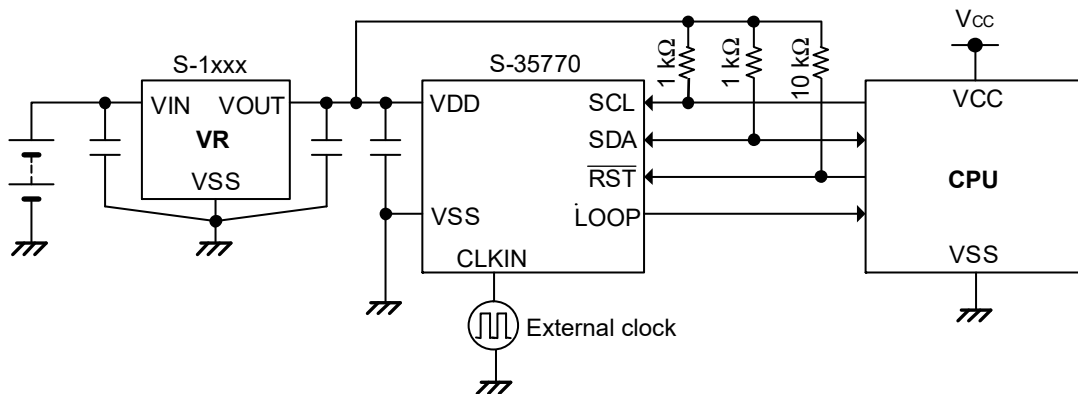 VCC
S-1xxx
S-35770
1 kΩ
1 kΩ
10 kΩ
VIN
VOUT
VR
VSS
VDD
SCL
SDA
RST
VSS
LOOP
CLKIN
VCC
CPU
VSS
External clock